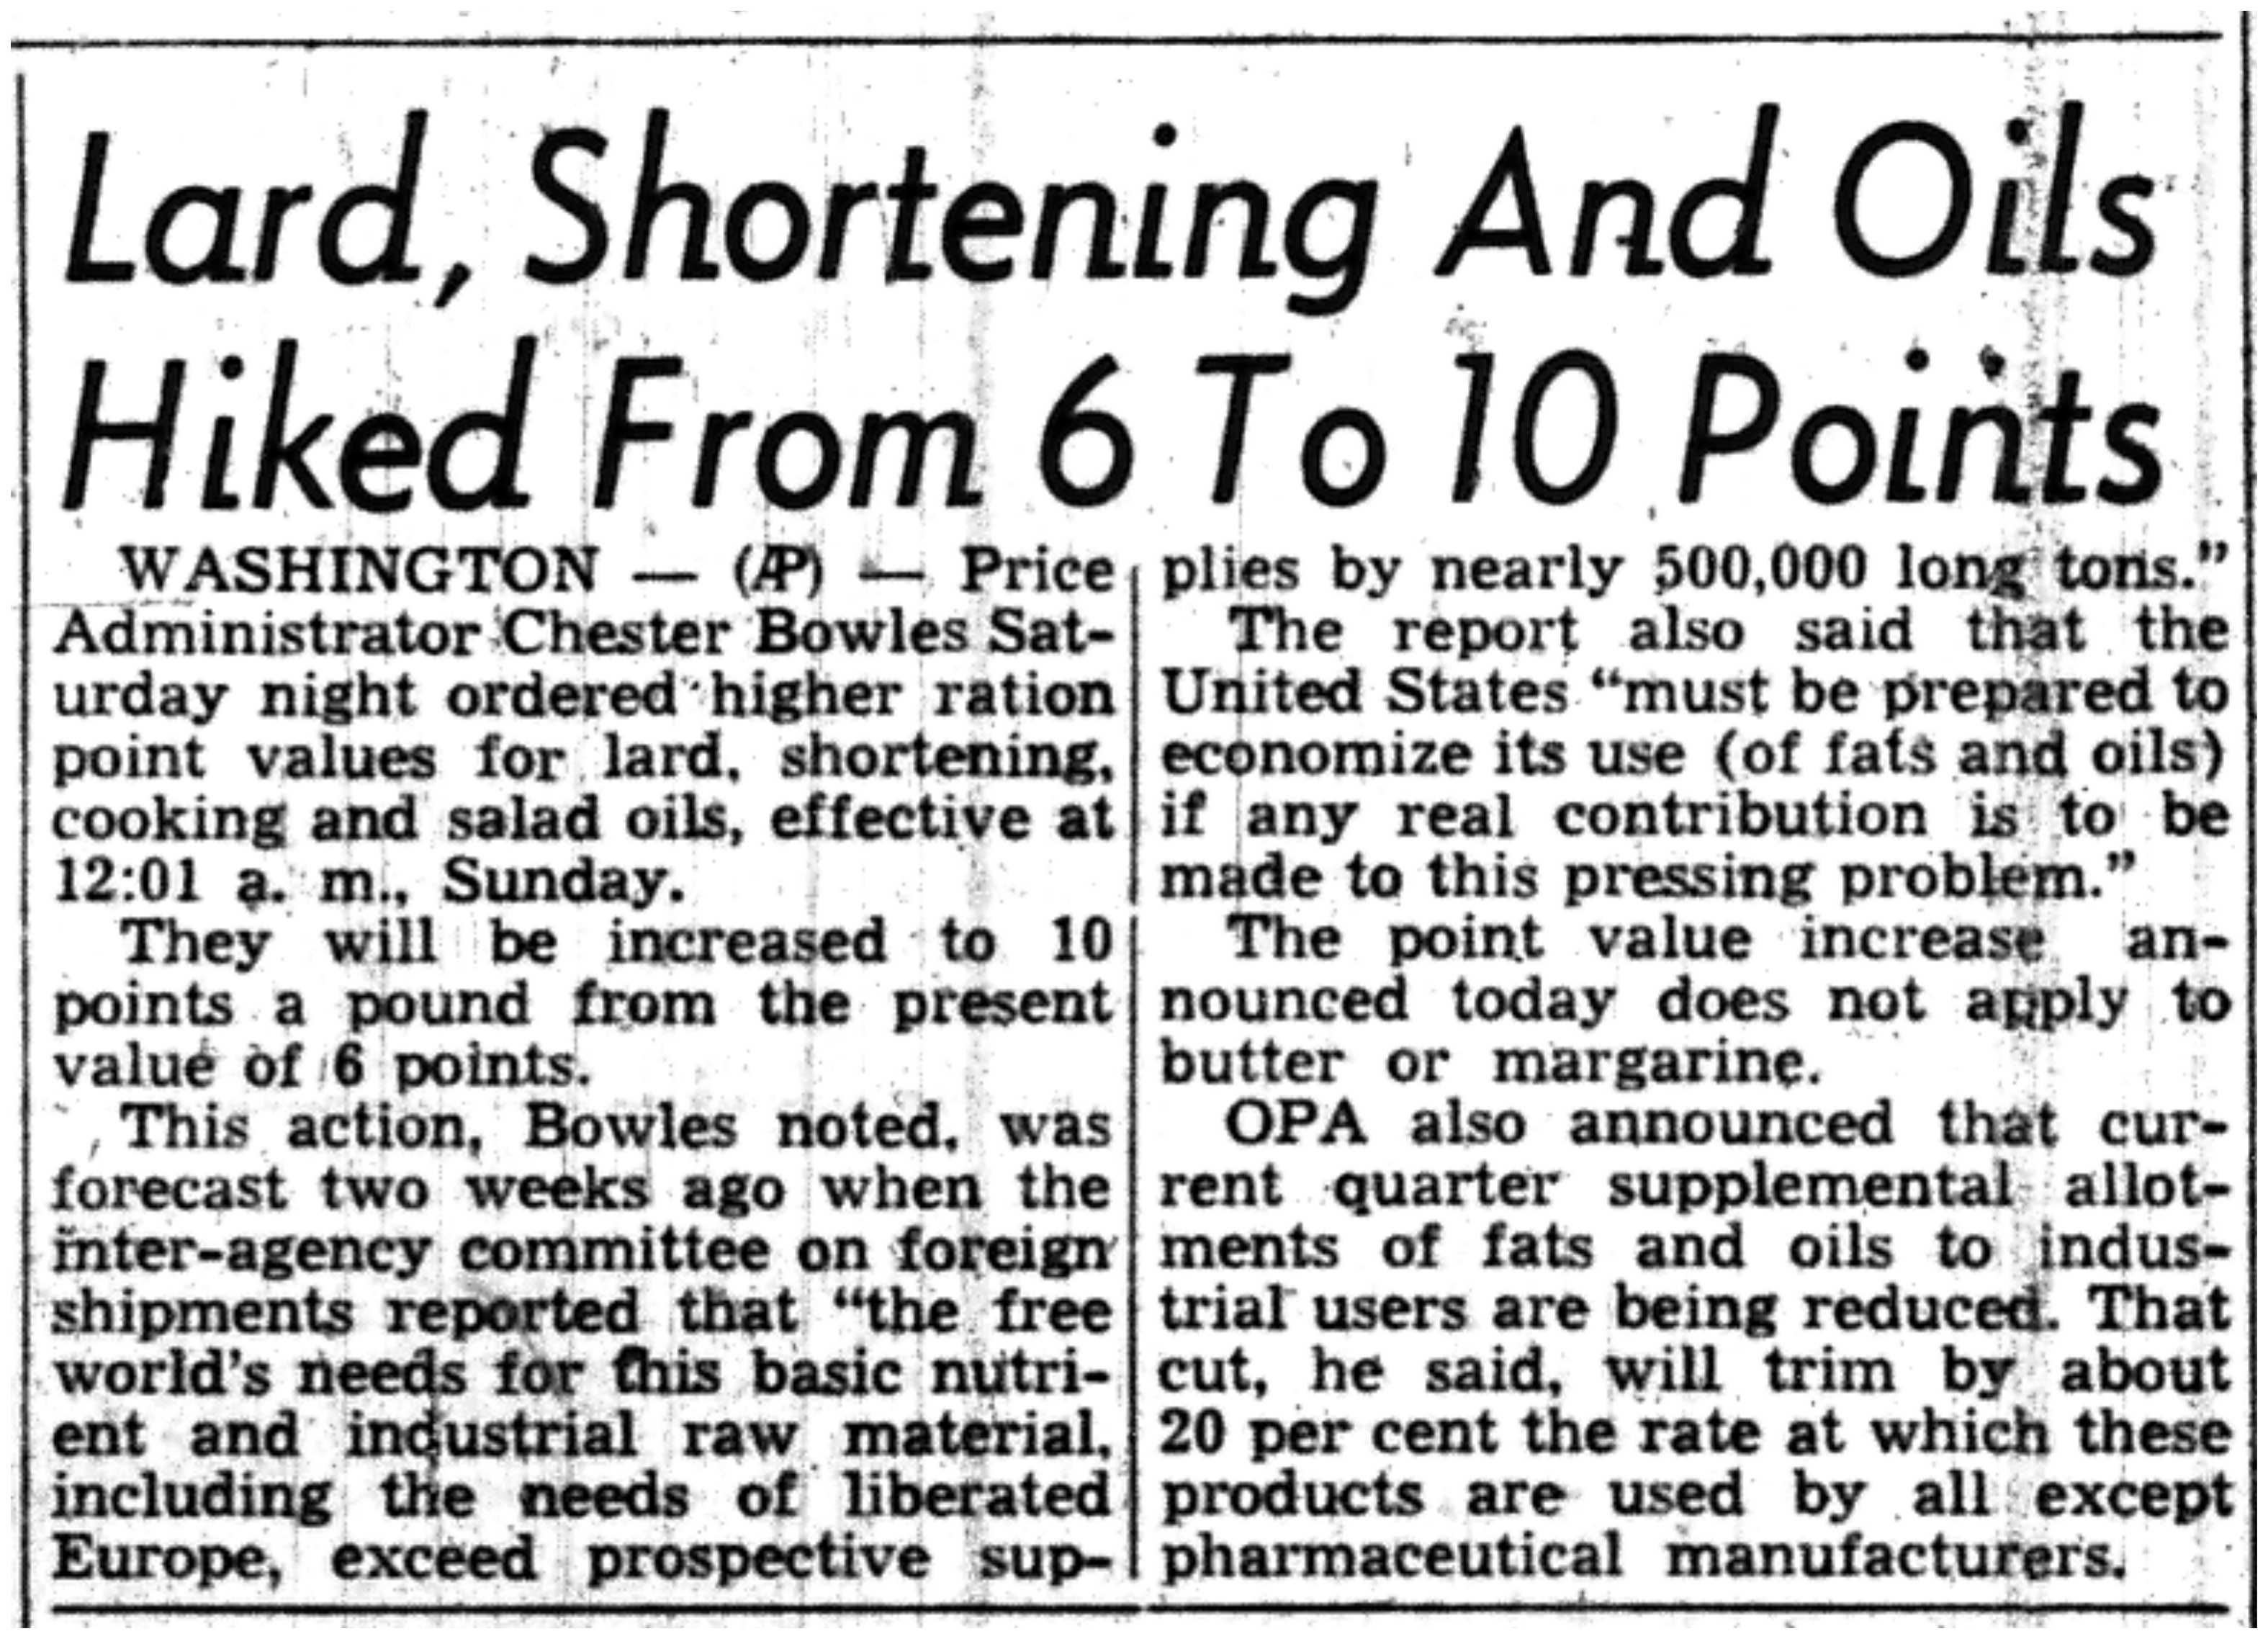 Lard, Shortening And Oils
Hiked From 6 To 10 Points
WASHINGTON — (AP) — Price
Administrator Chester Bowles Sat-
urday night ordered higher ration
point values for lard, shortening,
cooking and salad oils, effective at
12:01 a. m., Sunday.
They will be increased to 10
points a pound from the present
value of 6 points.
This action, Bowles noted, was
forecast two weeks ago when the
inter-agency committee on foreign
shipments reported that “the free
world's needs for this basic nutri-
ent and industrial raw material,
including the needs of liberated
Europe, exceed prospective sup-
plies by nearly 500,000 long tons.”
The report also said that the
United States “must be prepared to
economize its use (of fats and oils)
if any real contribution is to be
made to this pressing problem.”
The point value increase an-
nounced today does not apply to
butter or margarine.
OPA also announced that cur-
rent quarter supplemental allot-
ments of fats and oils to indus-
trial users are being reduced. That
cut, he said, will trim by about
20 per cent the rate at which these
products are used by all except
pharmaceutical manufacturers.